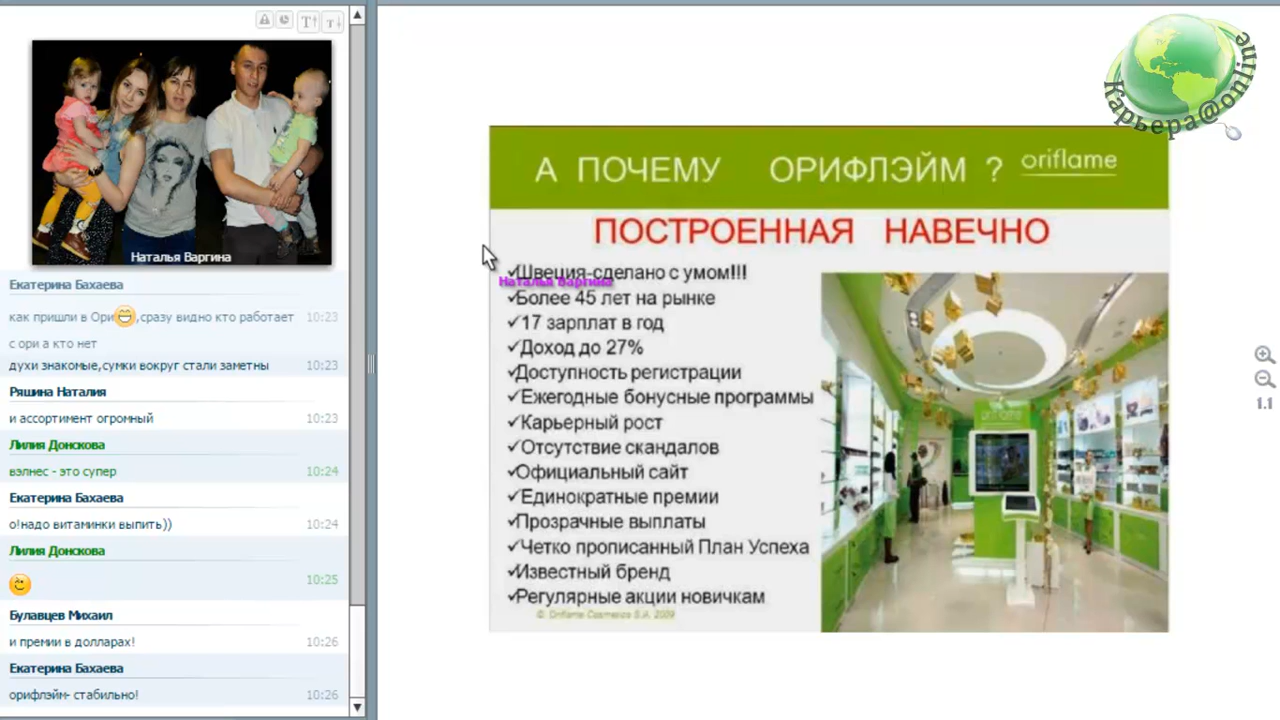 Наталья Варгина
Екатерина Бахаева
как пришли в Ори ,сразу видно кто работает 10:23
с ори а кто нет
духи знакомые,сумки вокруг стали заметны 10:23
Ряшина Наталия
и ассортимент огромный 10:23
Лилия Донскова
вэлнес - это супер 10:24
Екатерина Бахаева
о!надо витаминки выпить)) 10:24
Лилия Донскова
10:25
Булавцев Михаил
и премии в долларах! 10:26
Екатерина Бахаева
орифлэйм- стабильно! 10:26
Карьера@online
А ПОЧЕМУ ОРИФЛЭЙМ ? oriflame
ПОСТРОЕННАЯ НАВЕЧНО
Швеция-сделано с умом!!!
Наталья Варгина
Более 45 лет на рынке
17 зарплат в год
Доход до 27%
Доступность регистрации
Ежегодные бонусные программы
Карьерный рост
Отсутствие скандалов
Официальный сайт
Единократные премии
Прозрачные выплаты
Четко прописанный План Успеха
Известный бренд
Регулярные акции новичкам
© Oriflame Cosmetics S.A. 2009
1.1